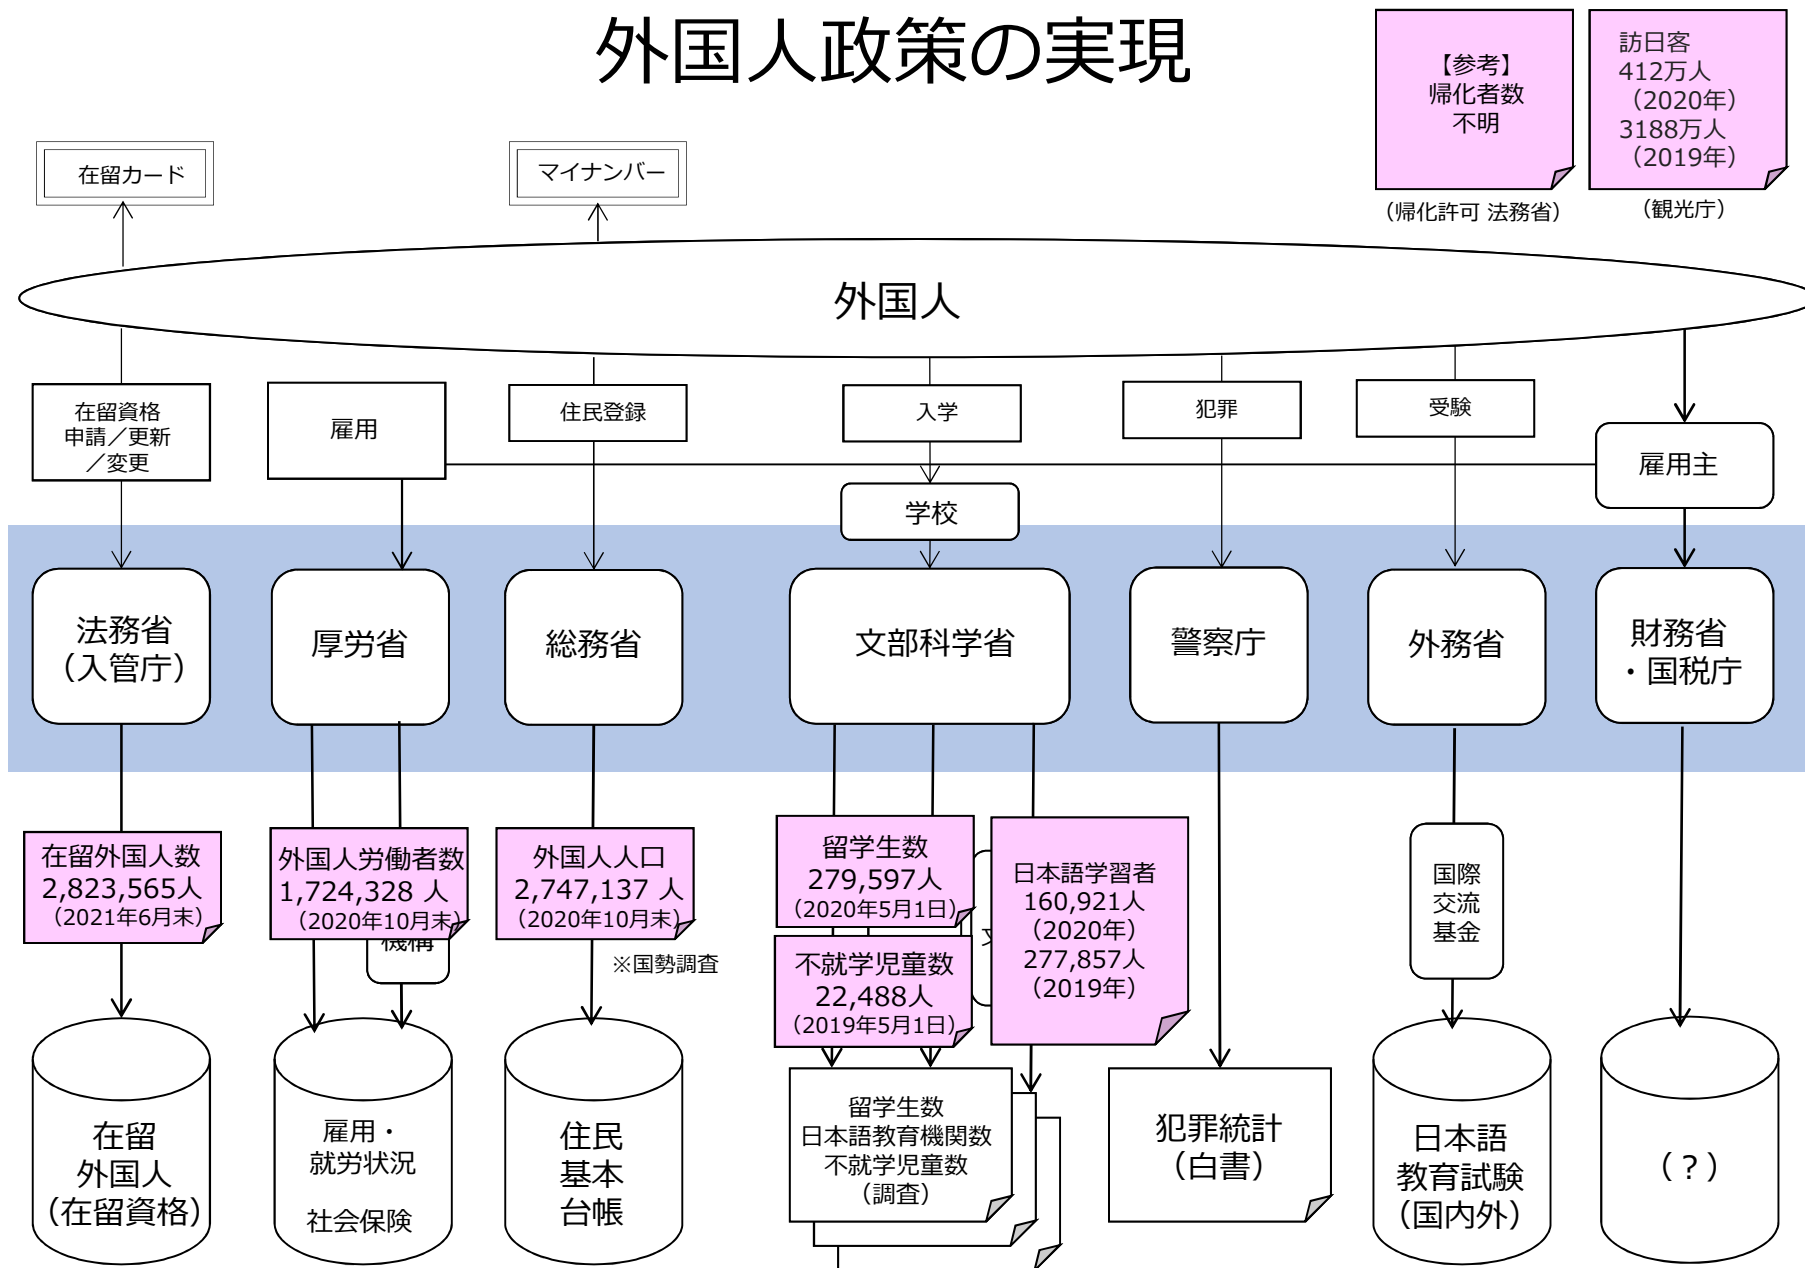 外国人政策の実現
【参考】
帰化者数
不明
(帰化許可 法務省)
訪日客
412万人
(2020年)
3188万人
(2019年)
(観光庁)
在留カード
マイナンバー
外国人
在留資格
申請／更新
／変更
雇用
住民登録
入学
犯罪
受験
雇用主
学校
法務省
(入管庁)
厚労省
総務省
文部科学省
警察庁
外務省
財務省
・国税庁
在留外国人数
2,823,565人
(2021年6月末)
外国人労働者数
1,724,328 人
(2020年10月末)
機構
外国人人口
2,747,137 人
(2020年10月末)
※国勢調査
留学生数
279,597人
(2020年5月1日)
不就学児童数
22,488人
(2019年5月1日)
日本語学習者
160,921人
(2020年)
277,857人
(2019年)
国際
交流
基金
在留
外国人
(在留資格)
雇用・
就労状況
社会保険
住民
基本
台帳
留学生数
日本語教育機関数
不就学児童数
(調査)
犯罪統計
(白書)
日本語
教育試験
(国内外)
(？)